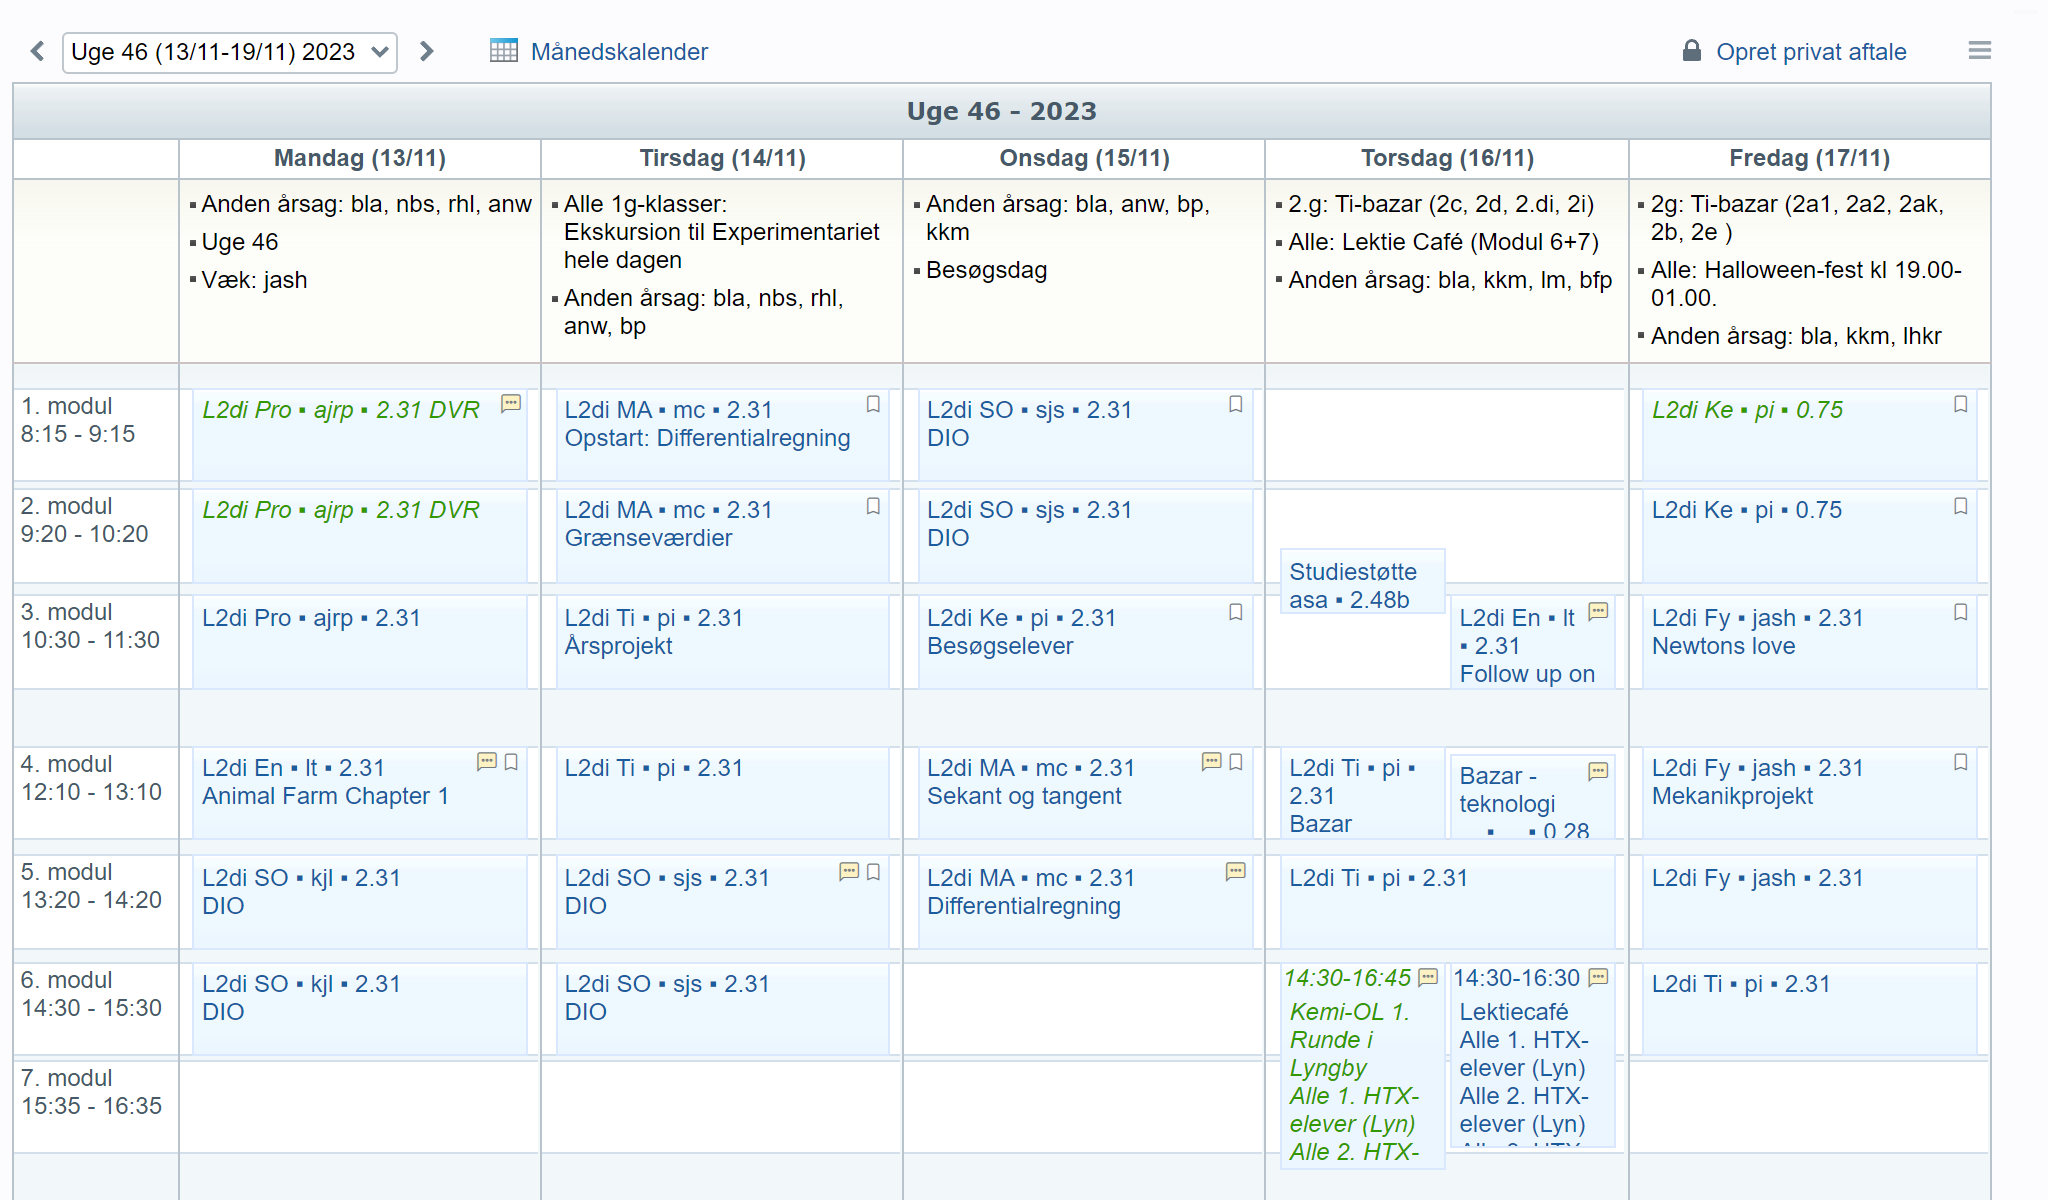 Uge 46 (13/11-19/11) 2023
Månedskalender
Opret privat aftale
Uge 46 - 2023
Mandag (13/11)
Tirsdag (14/11)
Onsdag (15/11)
Torsdag (16/11)
Fredag (17/11)
▪ Anden årsag: bla, nbs, rhl, anw
▪ Uge 46
▪ Væk: jash
▪ Alle 1g-klasser:
Ekskursion til Experimentariet
hele dagen
▪ Anden årsag: bla, nbs, rhl,
anw, bp
▪ Anden årsag: bla, anw, bp,
kkm
▪ Besøgsdag
▪ 2.g: Ti-bazar (2c, 2d, 2.di, 2i)
▪ Alle: Lektie Café (Modul 6+7)
▪ Anden årsag: bla, kkm, lm, bfp
▪ 2g: Ti-bazar (2a1, 2a2, 2ak,
2b, 2e )
▪ Alle: Halloween-fest kl 19.00-
01.00.
▪ Anden årsag: bla, kkm, lhkr
1. modul
8:15 - 9:15
L2di Pro ▪ ajrp ▪ 2.31 DVR
L2di MA ▪ mc ▪ 2.31
Opstart: Differentialregning
L2di SO ▪ sjs ▪ 2.31
DIO
L2di Ke ▪ pi ▪ 0.75
2. modul
9:20 - 10:20
L2di Pro ▪ ajrp ▪ 2.31 DVR
L2di MA ▪ mc ▪ 2.31
Grænseværdier
L2di SO ▪ sjs ▪ 2.31
DIO
Studiestøtte
asa ▪ 2.48b
L2di Ke ▪ pi ▪ 0.75
3. modul
10:30 - 11:30
L2di Pro ▪ ajrp ▪ 2.31
L2di Ti ▪ pi ▪ 2.31
Årsprojekt
L2di Ke ▪ pi ▪ 2.31
Besøgselever
L2di En ▪ lt
▪ 2.31
Follow up on
L2di Fy ▪ jash ▪ 2.31
Newtons love
4. modul
12:10 - 13:10
L2di En ▪ lt ▪ 2.31
Animal Farm Chapter 1
L2di Ti ▪ pi ▪ 2.31
L2di MA ▪ mc ▪ 2.31
Sekant og tangent
L2di Ti ▪ pi ▪
2.31
Bazar
Bazar -
teknologi
▪ ▪ 0.28
L2di Fy ▪ jash ▪ 2.31
Mekanikprojekt
5. modul
13:20 - 14:20
L2di SO ▪ kjl ▪ 2.31
DIO
L2di SO ▪ sjs ▪ 2.31
DIO
L2di MA ▪ mc ▪ 2.31
Differentialregning
L2di Ti ▪ pi ▪ 2.31
L2di Fy ▪ jash ▪ 2.31
6. modul
14:30 - 15:30
L2di SO ▪ kjl ▪ 2.31
DIO
L2di SO ▪ sjs ▪ 2.31
DIO
14:30-16:45
Kemi-OL 1.
Runde i
Lyngby
Alle 1. HTX-
elever (Lyn)
Alle 2. HTX-
14:30-16:30
Lektiecafé
Alle 1. HTX-
elever (Lyn)
Alle 2. HTX-
elever (Lyn)
L2di Ti ▪ pi ▪ 2.31
7. modul
15:35 - 16:35